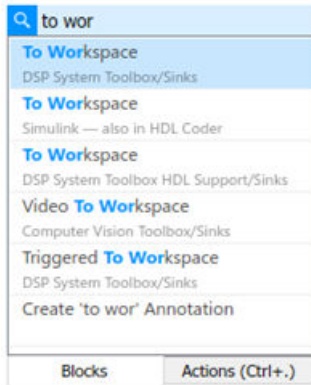 to wor
To Workspace
DSP System Toolbox/Sinks
To Workspace
Simulink — also in HDL Coder
To Workspace
DSP System Toolbox HDL Support/Sinks
Video To Workspace
Computer Vision Toolbox/Sinks
Triggered To Workspace
DSP System Toolbox/Sinks
Create 'to wor' Annotation
Blocks Actions (Ctrl+.)